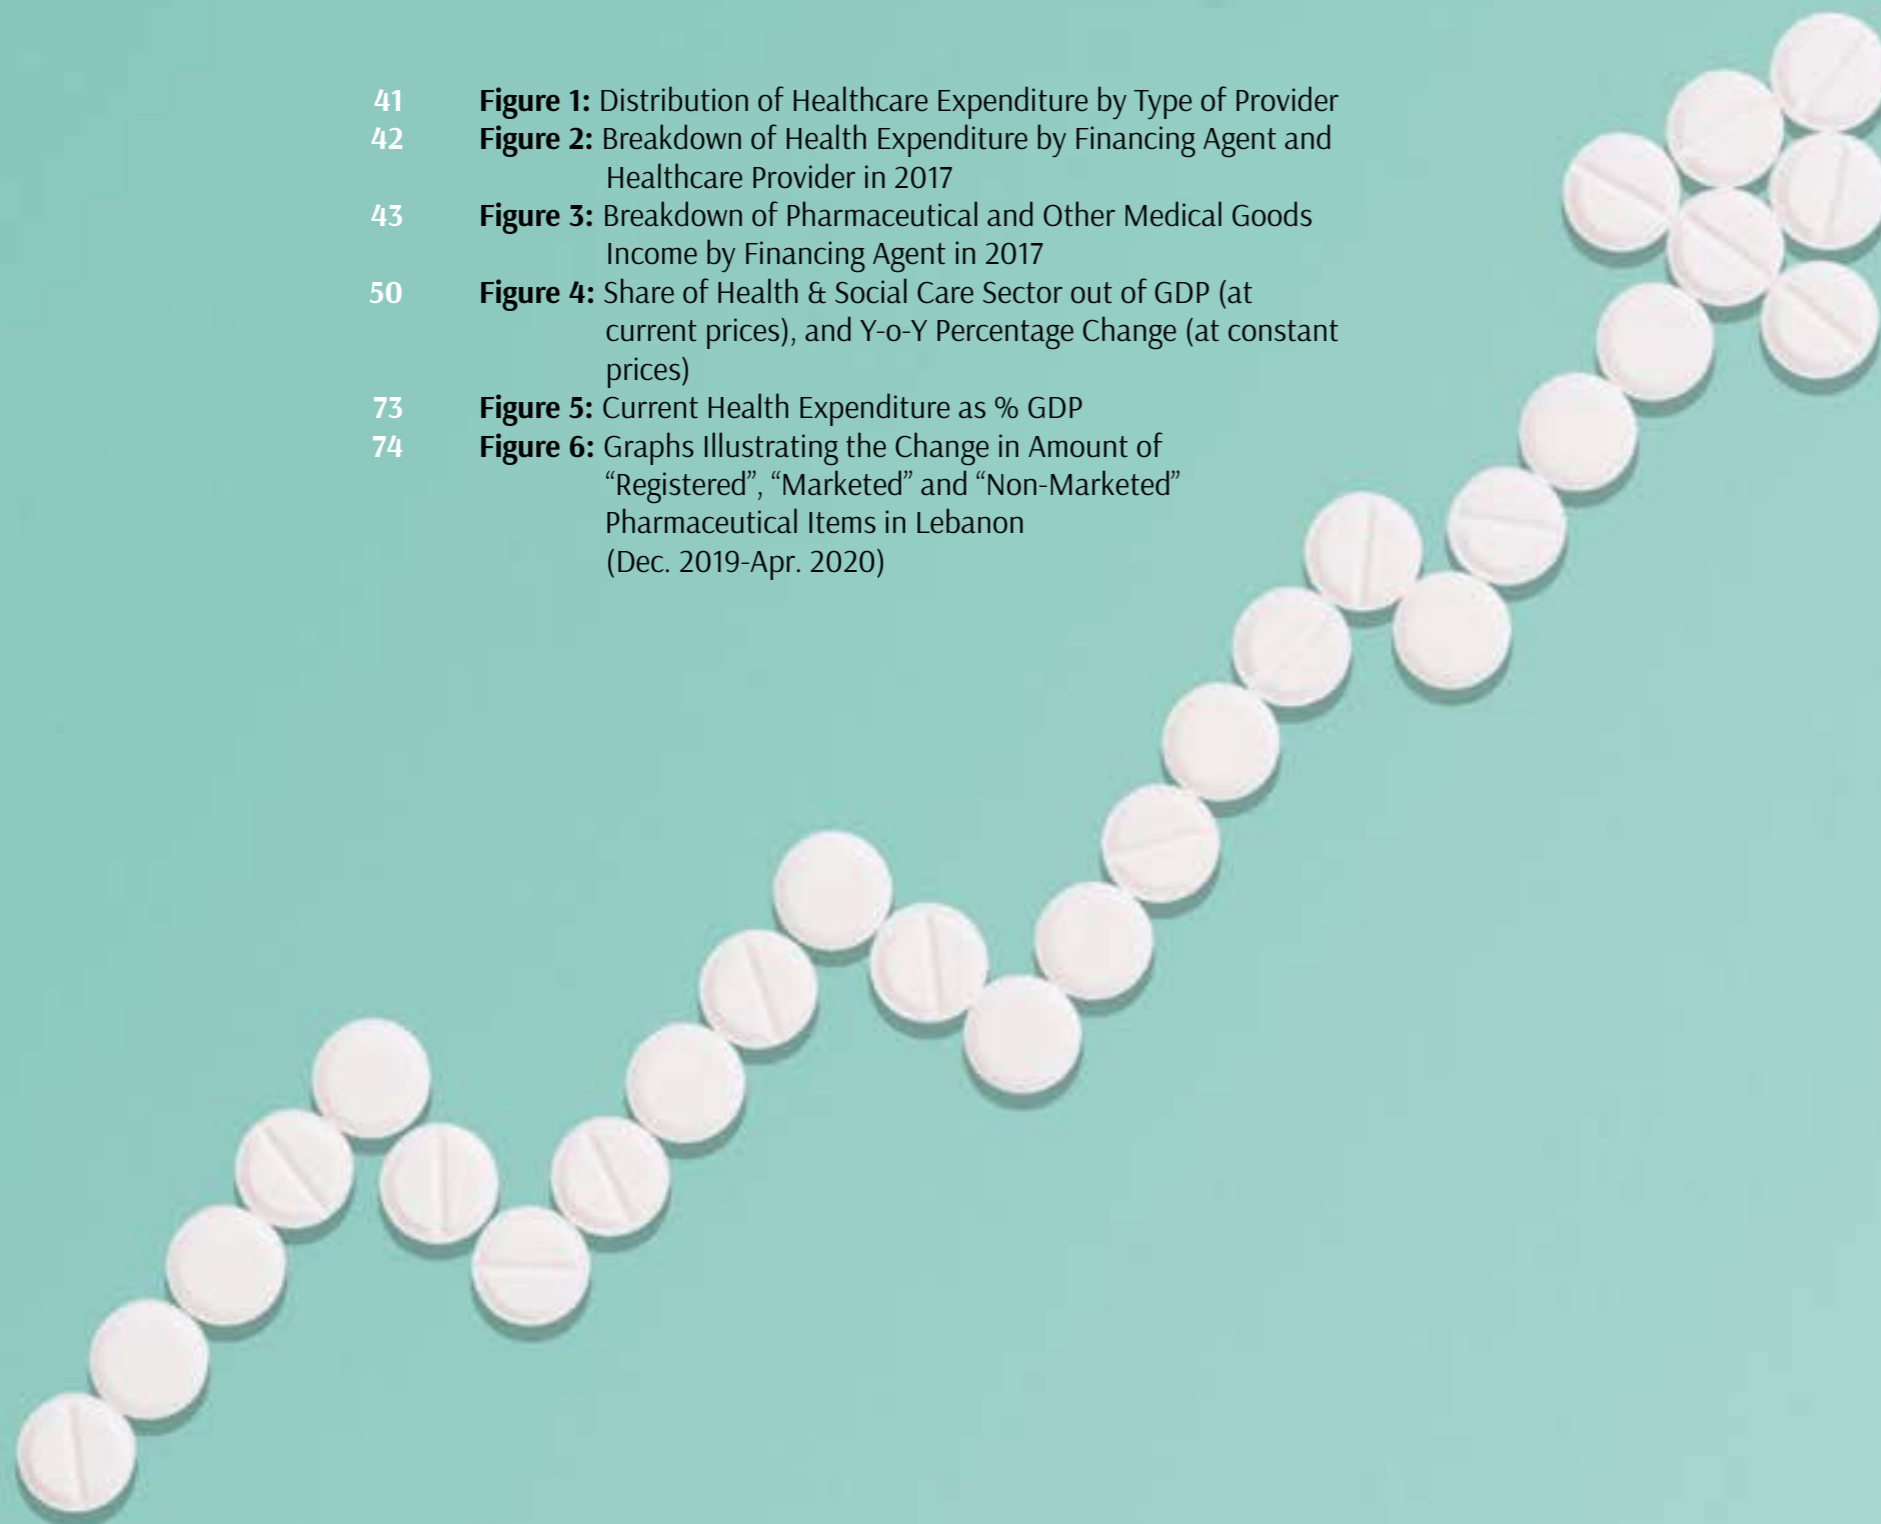 41 Figure 1: Distribution of Healthcare Expenditure by Type of Provider
42 Figure 2: Breakdown of Health Expenditure by Financing Agent and
Healthcare Provider in 2017
43 Figure 3: Breakdown of Pharmaceutical and Other Medical Goods
Income by Financing Agent in 2017
50 Figure 4: Share of Health & Social Care Sector out of GDP (at
current prices), and Y-o-Y Percentage Change (at constant
prices)
73 Figure 5: Current Health Expenditure as % GDP
74 Figure 6: Graphs Illustrating the Change in Amount of
“Registered”, “Marketed” and “Non-Marketed”
Pharmaceutical Items in Lebanon
(Dec. 2019-Apr. 2020)